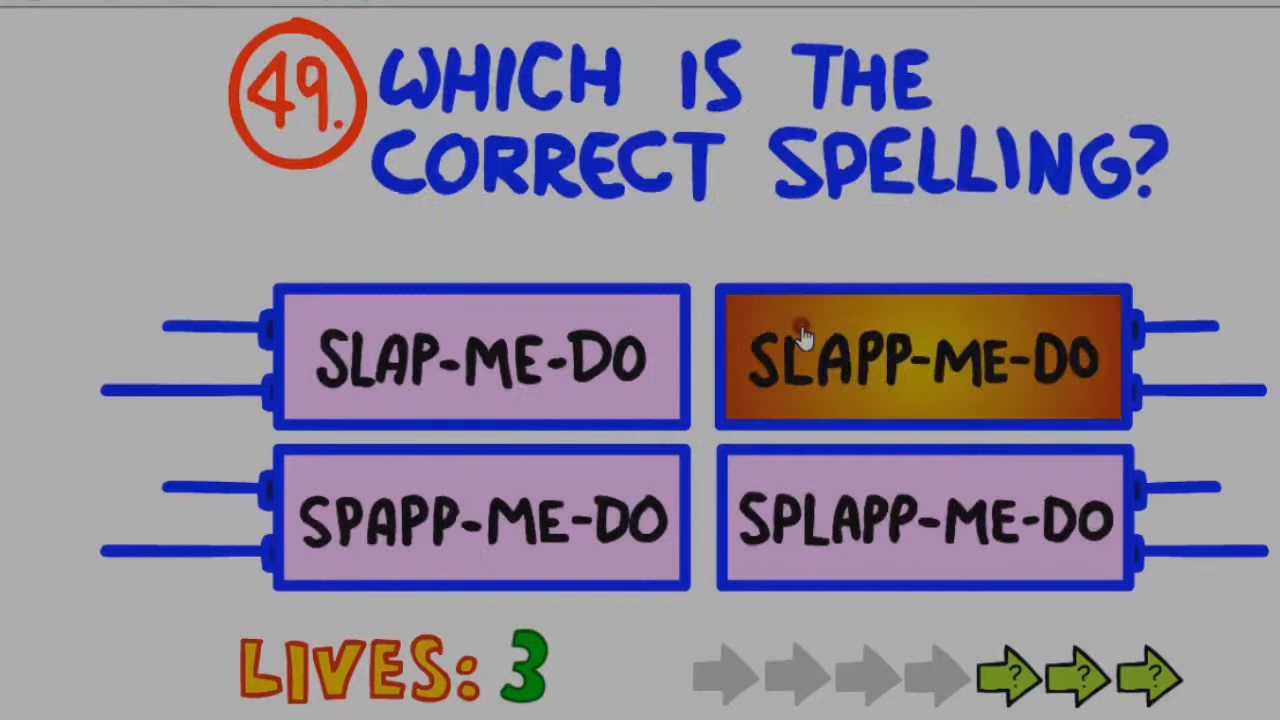 49. WHICH IS THE
CORRECT SPELLING?
SLAP-ME-DO
SLAPP-ME-DO
SPAPP-ME-DO
SPLAPP-ME-DO
LIVES: 3
? ? ?